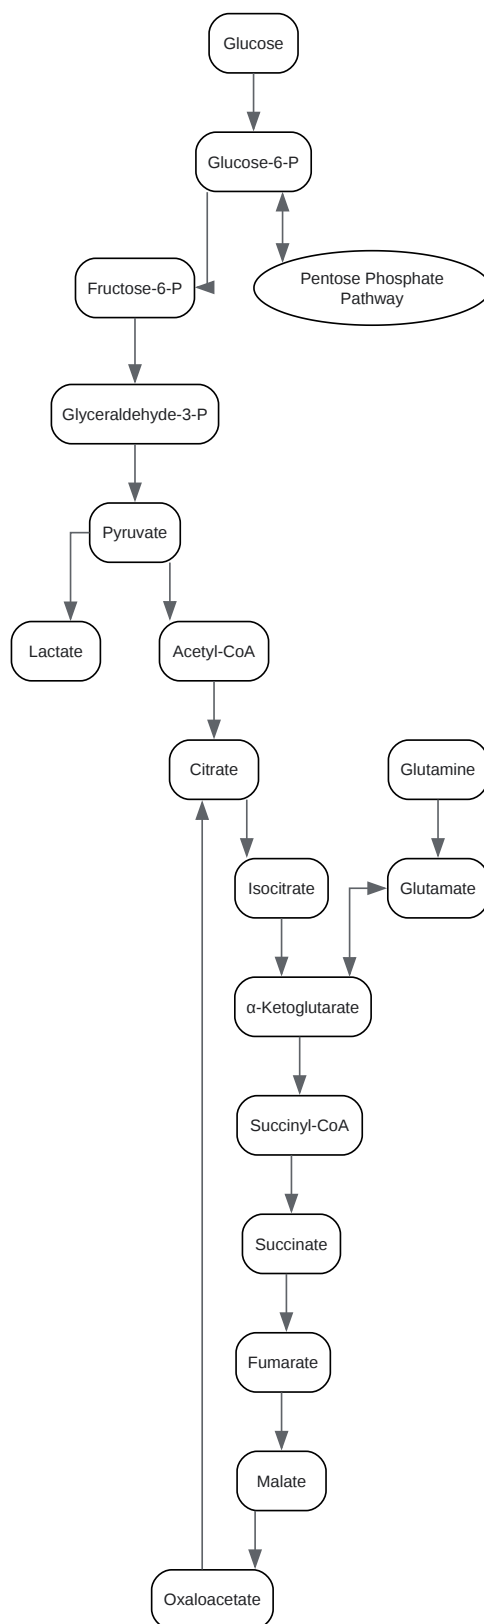 Glucose
Glucose-6-P
Fructose-6-P
Pentose Phosphate
Pathway
Glyceraldehyde-3-P
Pyruvate
Lactate
Acetyl-CoA
Citrate
Glutamine
Isocitrate
Glutamate
α-Ketoglutarate
Succinyl-CoA
Succinate
Fumarate
Malate
Oxaloacetate